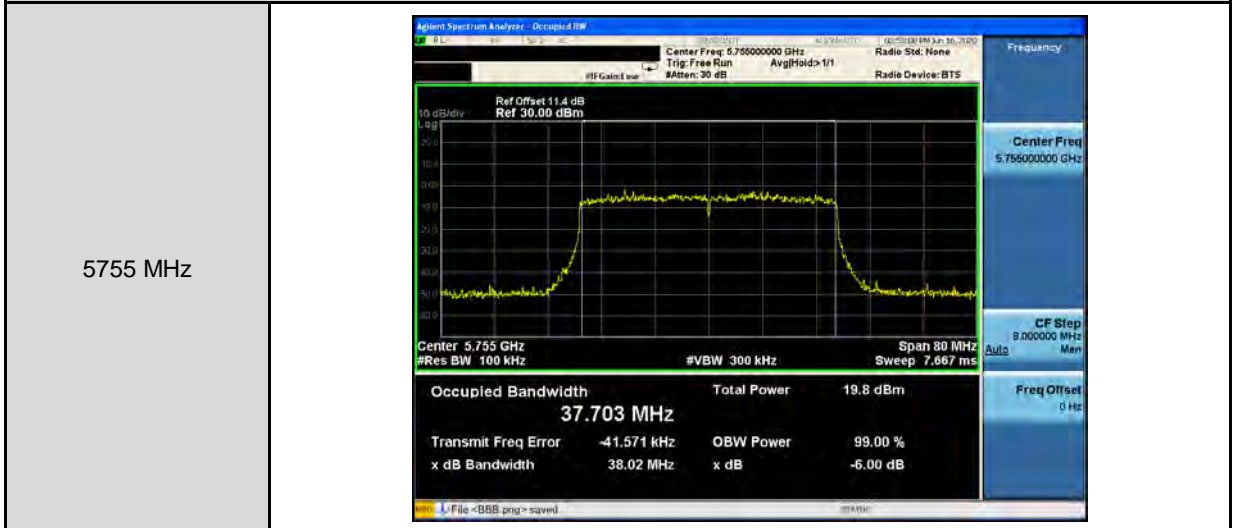 5755 MHz
Agilent Spectrum Analyzer - Occupied BW
Center Freq: 5.755000000 GHz
Radio Std: None
Frequency
Trig: Free Run Avg|Hold:> 1/1
#IFGain:Low #Atten: 30 dB
Radio Device: BTS
Ref Offset 11.4 dB
10 dB/div Ref 30.00 dBm
Log
Center Freq
5.755000000 GHz
CF Step
8.000000 MHz
Auto Man
Center 5.755 GHz Span 80 MHz
#Res BW 100 kHz #VBW 300 kHz Sweep 7.667 ms
Occupied Bandwidth Total Power 19.8 dBm
Freq Offset
0 Hz
37.703 MHz
Transmit Freq Error -41.571 kHz OBW Power 99.00 %
x dB Bandwidth 38.02 MHz x dB -6.00 dB
File <BBB.png> saved